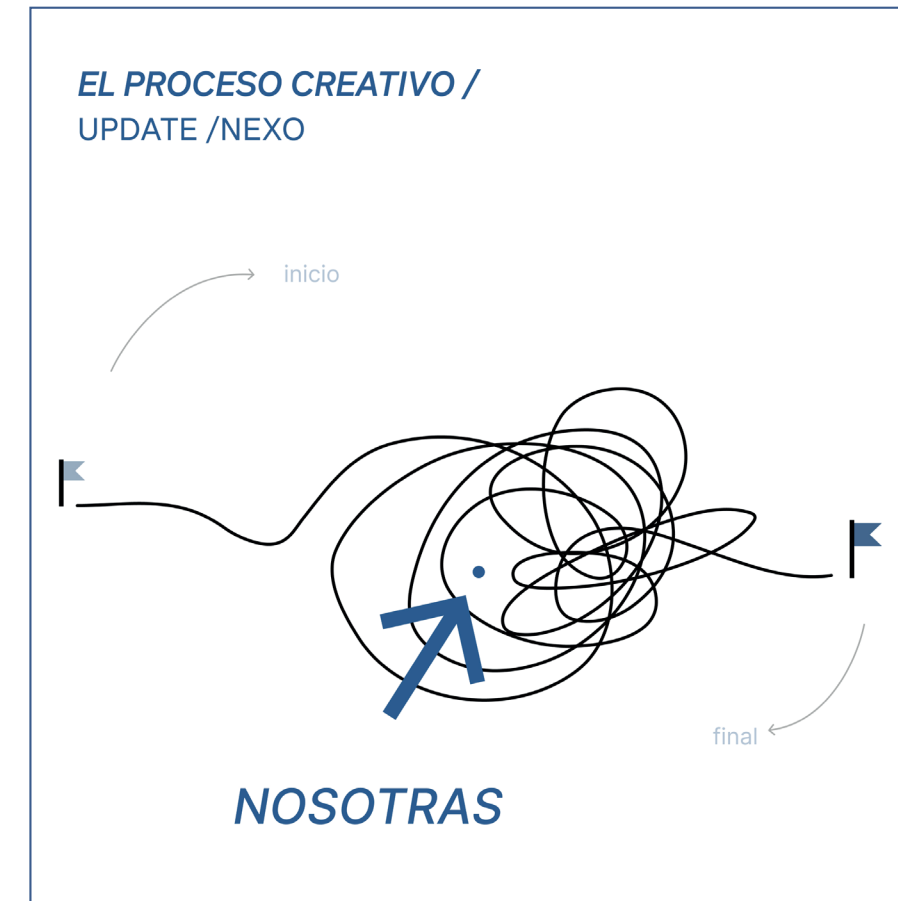 EL PROCESO CREATIVO /
UPDATE /NEXO
inicio
final
NOSOTRAS